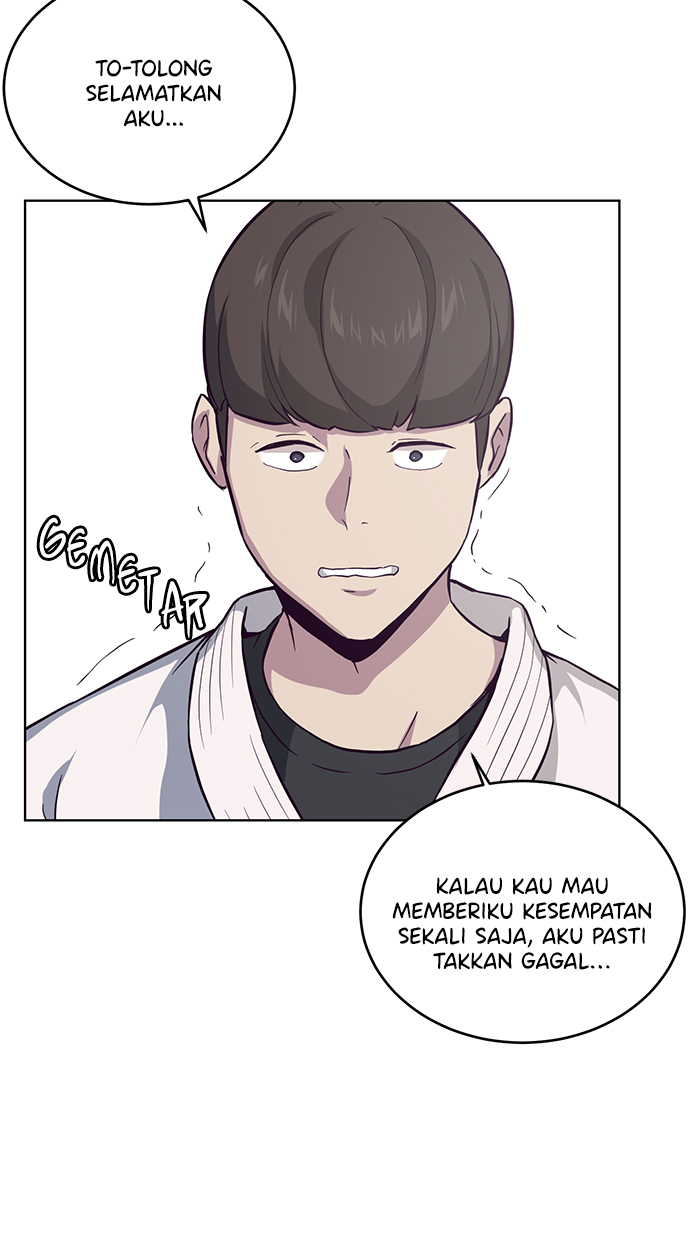 TO-TOLONG
SELAMATKAN
AKU...
GEMETAR
KALAU KAU MAU
MEMBERIKU KESEMPATAN
SEKALI SAJA, AKU PASTI
TAKKAN GAGAL...